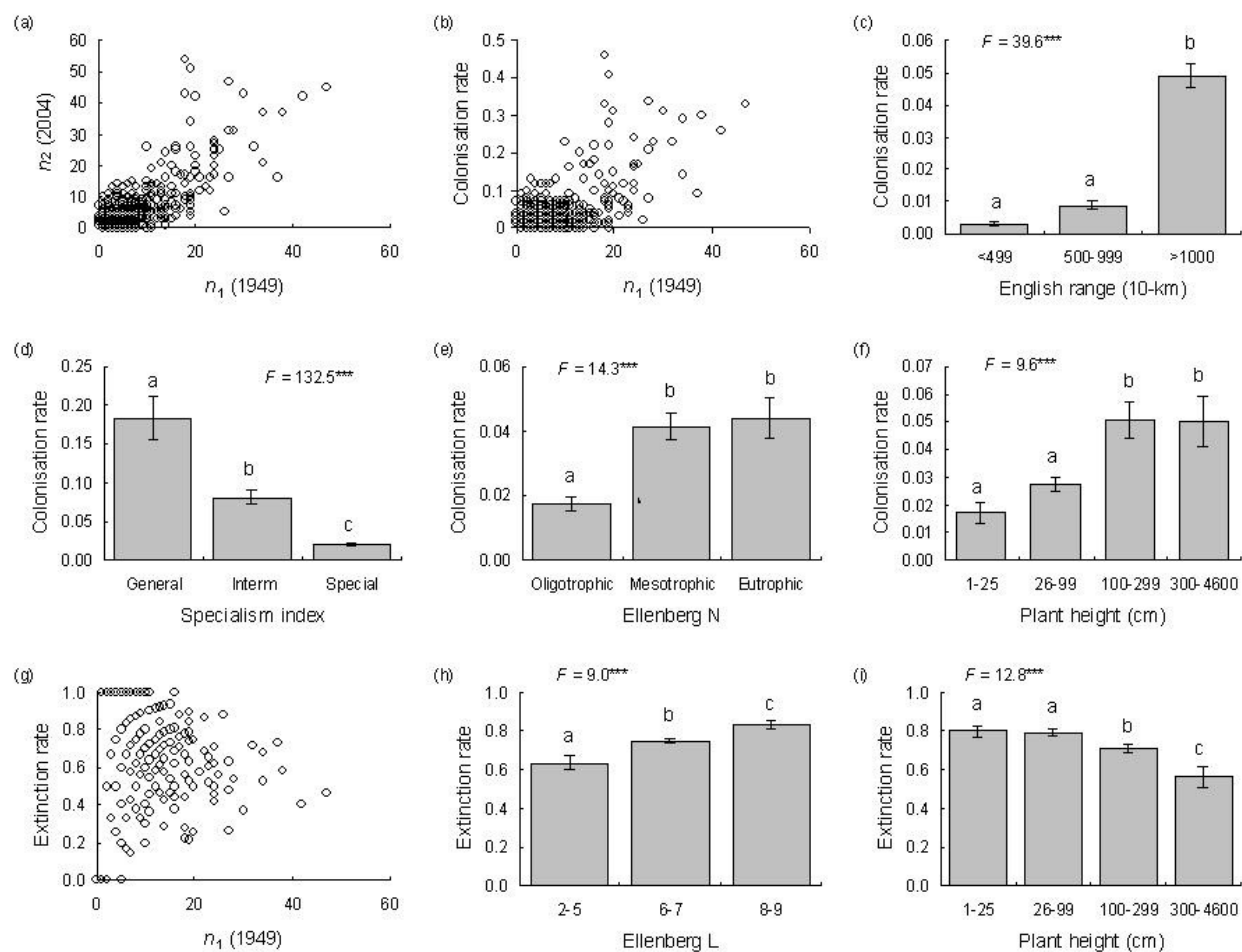 (a)
60
50
40
30
20
10
0
n2 (2004)
0 20 40 60
n1 (1949)
(b)
0.5
0.4
0.3
0.2
0.1
0
Colonisation rate
0 20 40 60
n1 (1949)
(c)
F = 39.6***
0.06
0.05
0.04
0.03
0.02
0.01
0.00
Colonisation rate
a
a
b
<499 500-999 >1000
English range (10-km)
(d)
F = 132.5***
0.25
0.20
0.15
0.10
0.05
0.00
Colonisation rate
a
b
c
General Interm Special
Specialism index
(e)
F = 14.3***
0.06
0.04
0.02
0.00
Colonisation rate
a
b
b
Oligotrophic Mesotrophic Eutrophic
Ellenberg N
(f)
F = 9.6***
0.07
0.06
0.05
0.04
0.03
0.02
0.01
0.00
Colonisation rate
a
a
b
b
1-25 26-99 100-299 300-4600
Plant height (cm)
(g)
1.0
0.8
0.6
0.4
0.2
0.0
Extinction rate
0 20 40 60
n1 (1949)
(h)
F = 9.0***
1.0
0.8
0.6
0.4
0.2
0.0
Extinction rate
a
b
c
2-5 6-7 8-9
Ellenberg L
(i)
F = 12.8***
1.0
0.8
0.6
0.4
0.2
0.0
Extinction rate
a
a
b
c
1-25 26-99 100-299 300-4600
Plant height (cm)